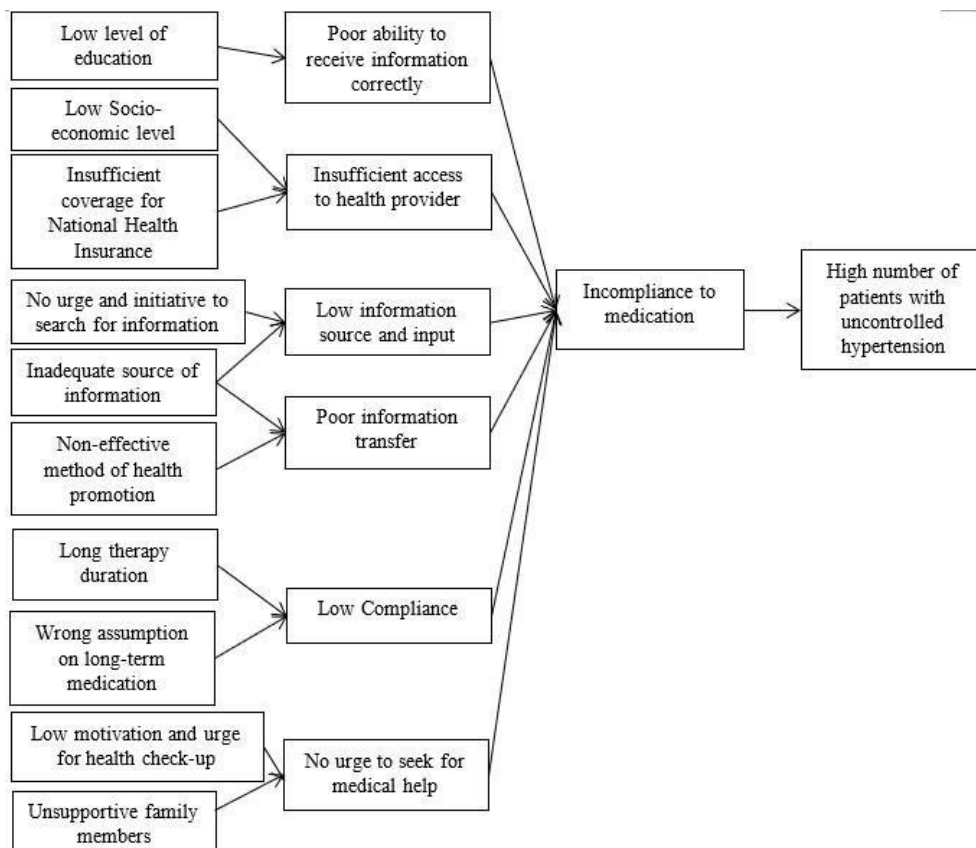 Low level of
education
Poor ability to
receive information
correctly
Low Socio-
economic level
Insufficient
coverage for
National Health
Insurance
Insufficient access
to health provider
No urge and initiative to
search for information
Low information
source and input
Inadequate source of
information
Poor information
transfer
Non-effective
method of health
promotion
Incompliance to
medication
High number of
patients with
uncontrolled
hypertension
Long therapy
duration
Low Compliance
Wrong assumption
on long-term
medication
Low motivation and urge
for health check-up
No urge to seek for
medical help
Unsupportive family
members